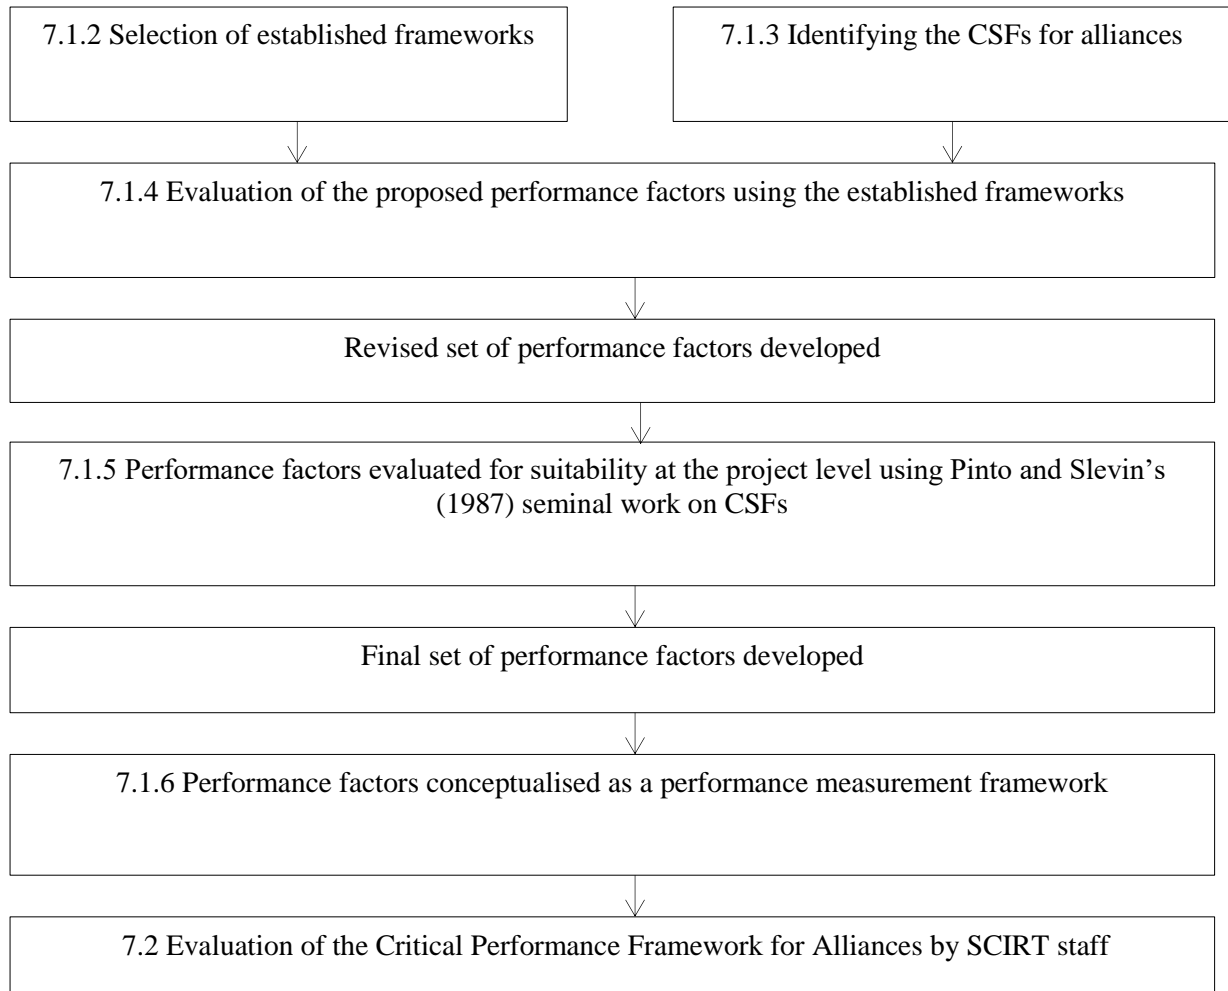 7.1.2 Selection of established frameworks
7.1.3 Identifying the CSFs for alliances
7.1.4 Evaluation of the proposed performance factors using the established frameworks
Revised set of performance factors developed
7.1.5 Performance factors evaluated for suitability at the project level using Pinto and Slevin’s
(1987) seminal work on CSFs
Final set of performance factors developed
7.1.6 Performance factors conceptualised as a performance measurement framework
7.2 Evaluation of the Critical Performance Framework for Alliances by SCIRT staff